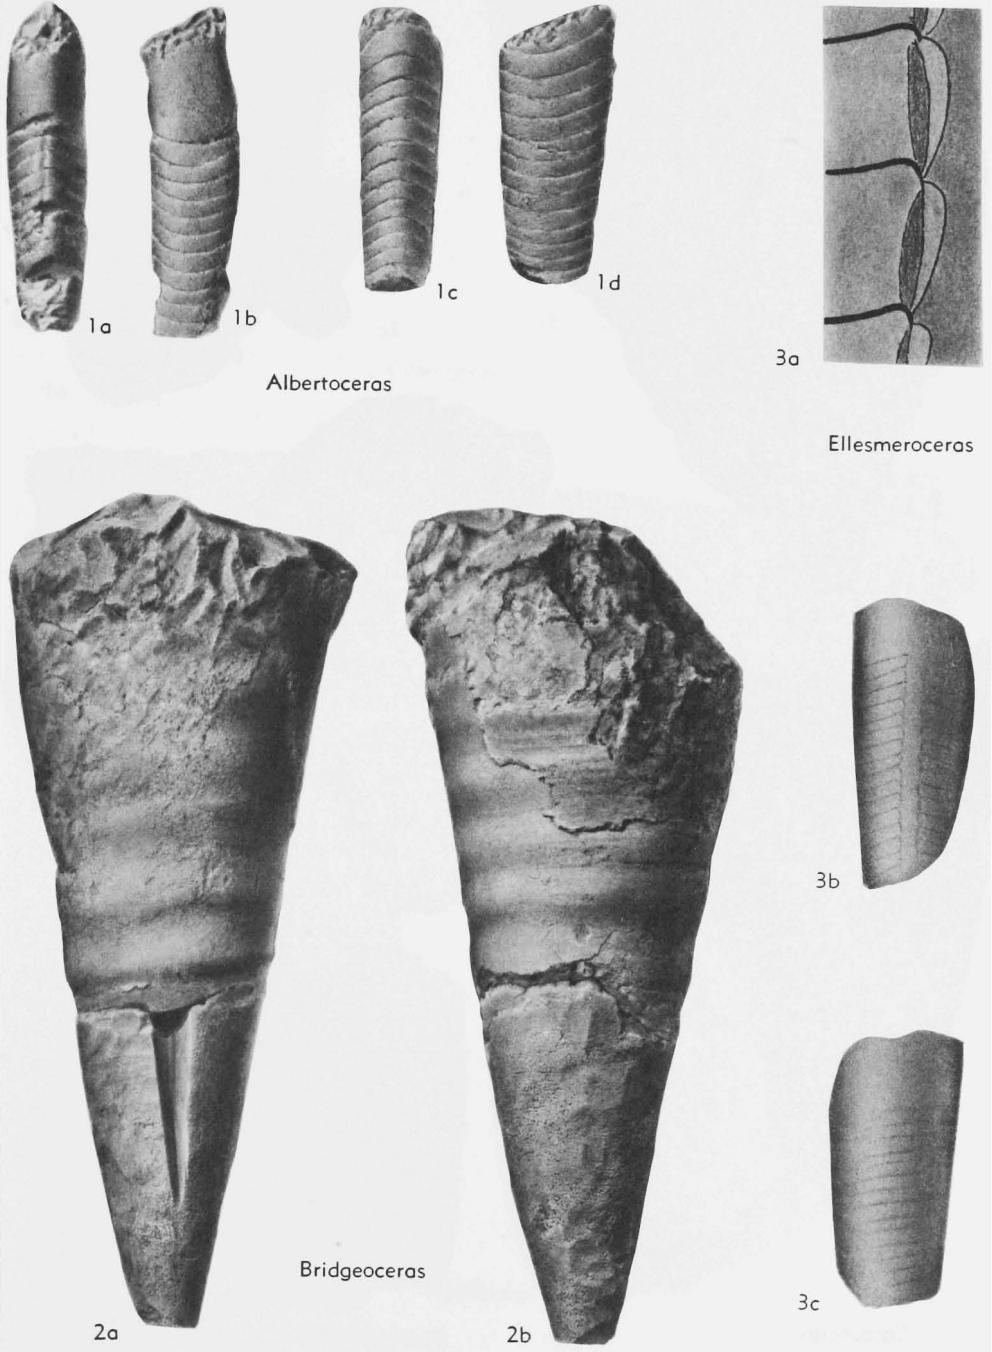 1a
1b
1c
1d
3a
Albertoceras
Ellesmeroceras
3b
Bridgeoceras
3c
2a
2b